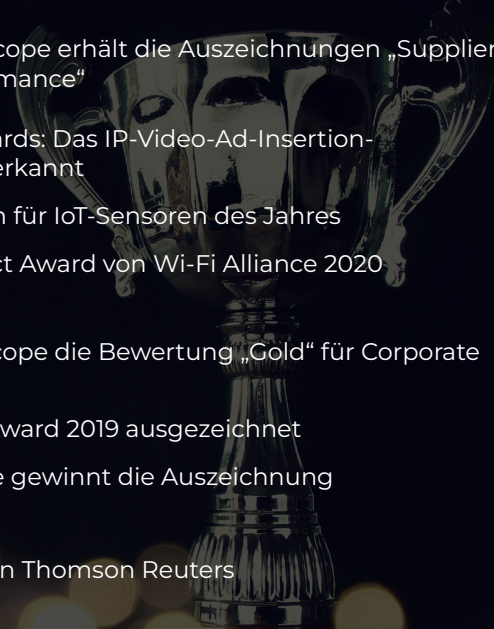 cope erhält die Auszeichnungen „Supplier
mance“
ards: Das IP-Video-Ad-Insertion-
erkannt
n für IoT-Sensoren des Jahres
ct Award von Wi-Fi Alliance 2020
cope die Bewertung „Gold“ für Corporate
ward 2019 ausgezeichnet
e gewinnt die Auszeichnung
n Thomson Reuters